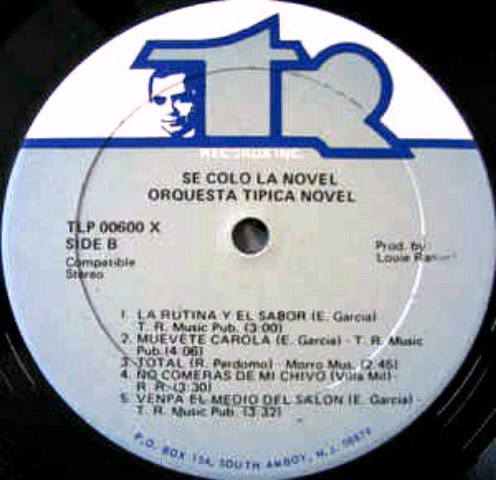 TR
RECORDS INC.
SE COLO LA NOVEL
ORQUESTA TIPICA NOVEL
TLP 00600 X
SIDE B
Compatible
Stereo
Prod. by:
Louie
1. LA RUTINA Y EL SABOR (E. Garcia) -
T. R. Music Pub. (3:00)
2. MUEVETE CAROLA (E. Garcia) - T. R. Music
Pub. (4:06)
3. TOTAL (R. Perdomo) - Morro Mus. (2:45)
4. NO COMERAS DE MI CHIVO (Villa Mil) -
R. R. (3:30)
5. VENPA EL MEDIO DEL SALON (E. Garcia) -
T. R. Music Pub. (3:32)
P.O. BOX 134, SOUTH AMBOY, N. J. 08879